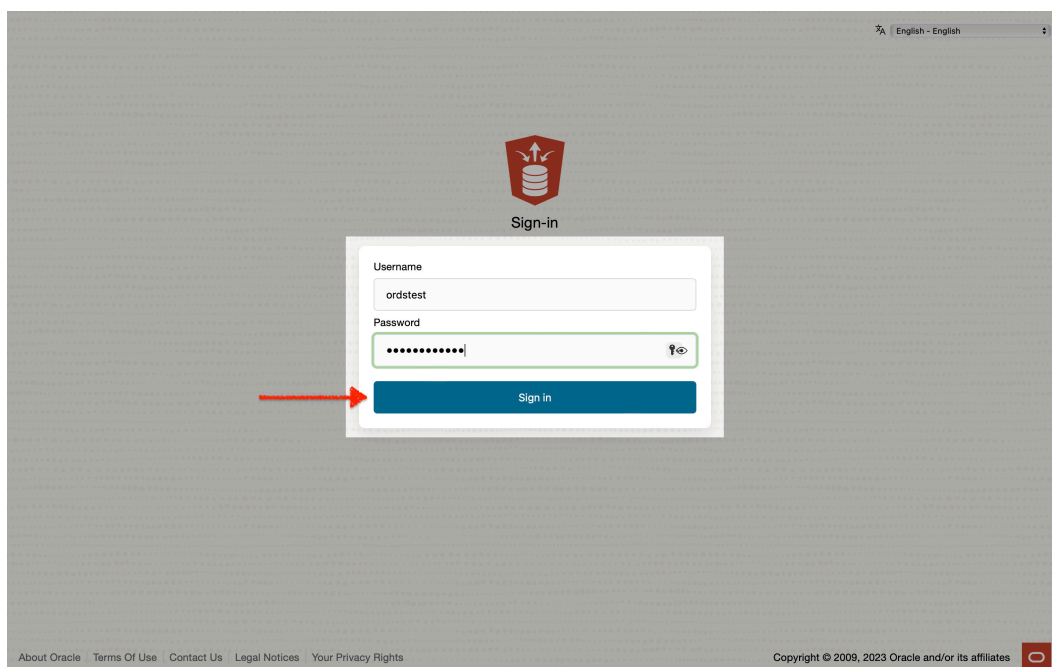 English - English
Sign-in
Username
ordstest
Password
••••••••••••
Sign in
About Oracle Terms Of Use Contact Us Legal Notices Your Privacy Rights Copyright © 2009, 2023 Oracle and/or its affiliates